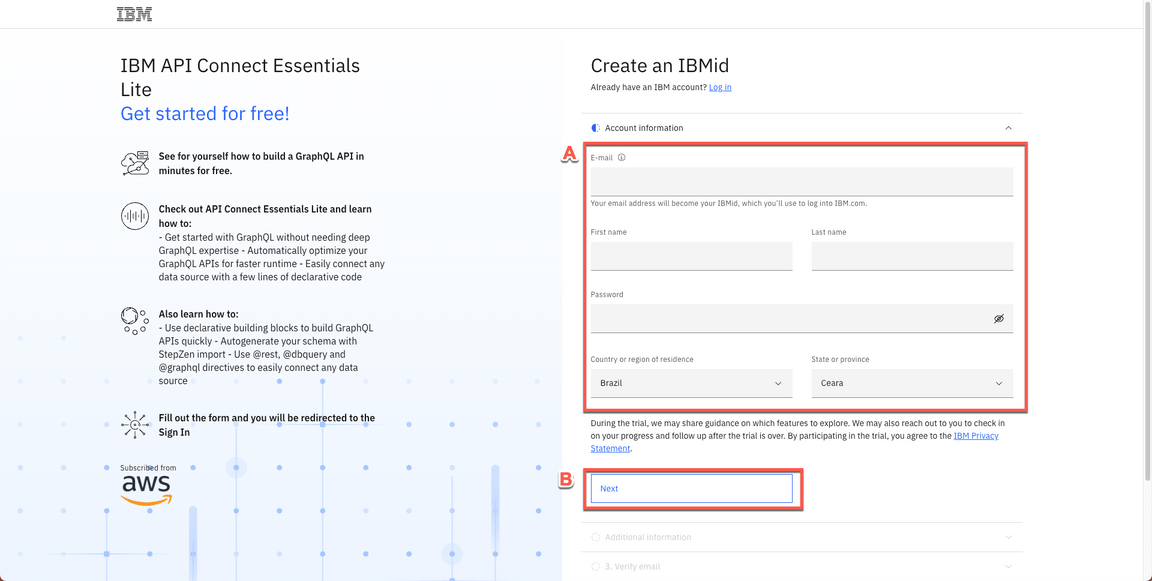 IBM
IBM API Connect Essentials
Lite
Get started for free!
See for yourself how to build a GraphQL API in
minutes for free.
Check out API Connect Essentials Lite and learn
how to:
- Get started with GraphQL without needing deep
GraphQL expertise - Automatically optimize your
GraphQL APIs for faster runtime - Easily connect any
data source with a few lines of declarative code
Also learn how to:
- Use declarative building blocks to build GraphQL
APIs quickly - Autogenerate your schema with
StepZen import - Use @rest, @dbquery and
@graphql directives to easily connect any data
source
Fill out the form and you will be redirected to the
Sign In
Subscribed from
aws
Create an IBMid
Already have an IBM account? Log in
Account information
A
E-mail
Your email address will become your IBMid, which you'll use to log into IBM.com.
First name
Last name
Password
Country or region of residence
State or province
Brazil
Ceara
During the trial, we may share guidance on which features to explore. We may also reach out to you to check in
on your progress and follow up after the trial is over. By participating in the trial, you agree to the IBM Privacy
Statement.
B
Next
Additional information
3. Verify email